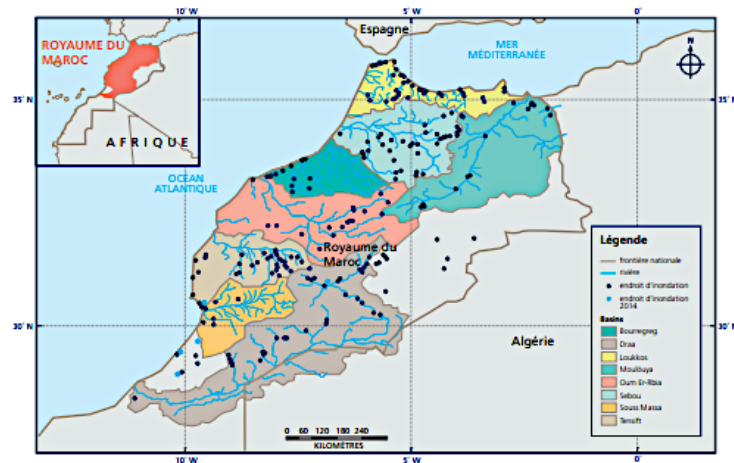 10° W
5° W
0°
ROYAUME DU
MAROC
AFRIQUE
Espagne
MER
MÉDITERRANÉE
N
35° N
35° N
OCÉAN
ATLANTIQUE
Royaume du
Maroc
Algérie
30° N
30° N
Légende
frontière nationale
rivière
endroit d'inondation
endroit d'inondation
2014
Basins
Bourregreg
Draa
Loukkos
Moulouya
Oum Er-Rbia
Sebou
Souss Massa
Tensift
0 60 120 180 240
KILOMÈTRES
10° W
5° W
0°